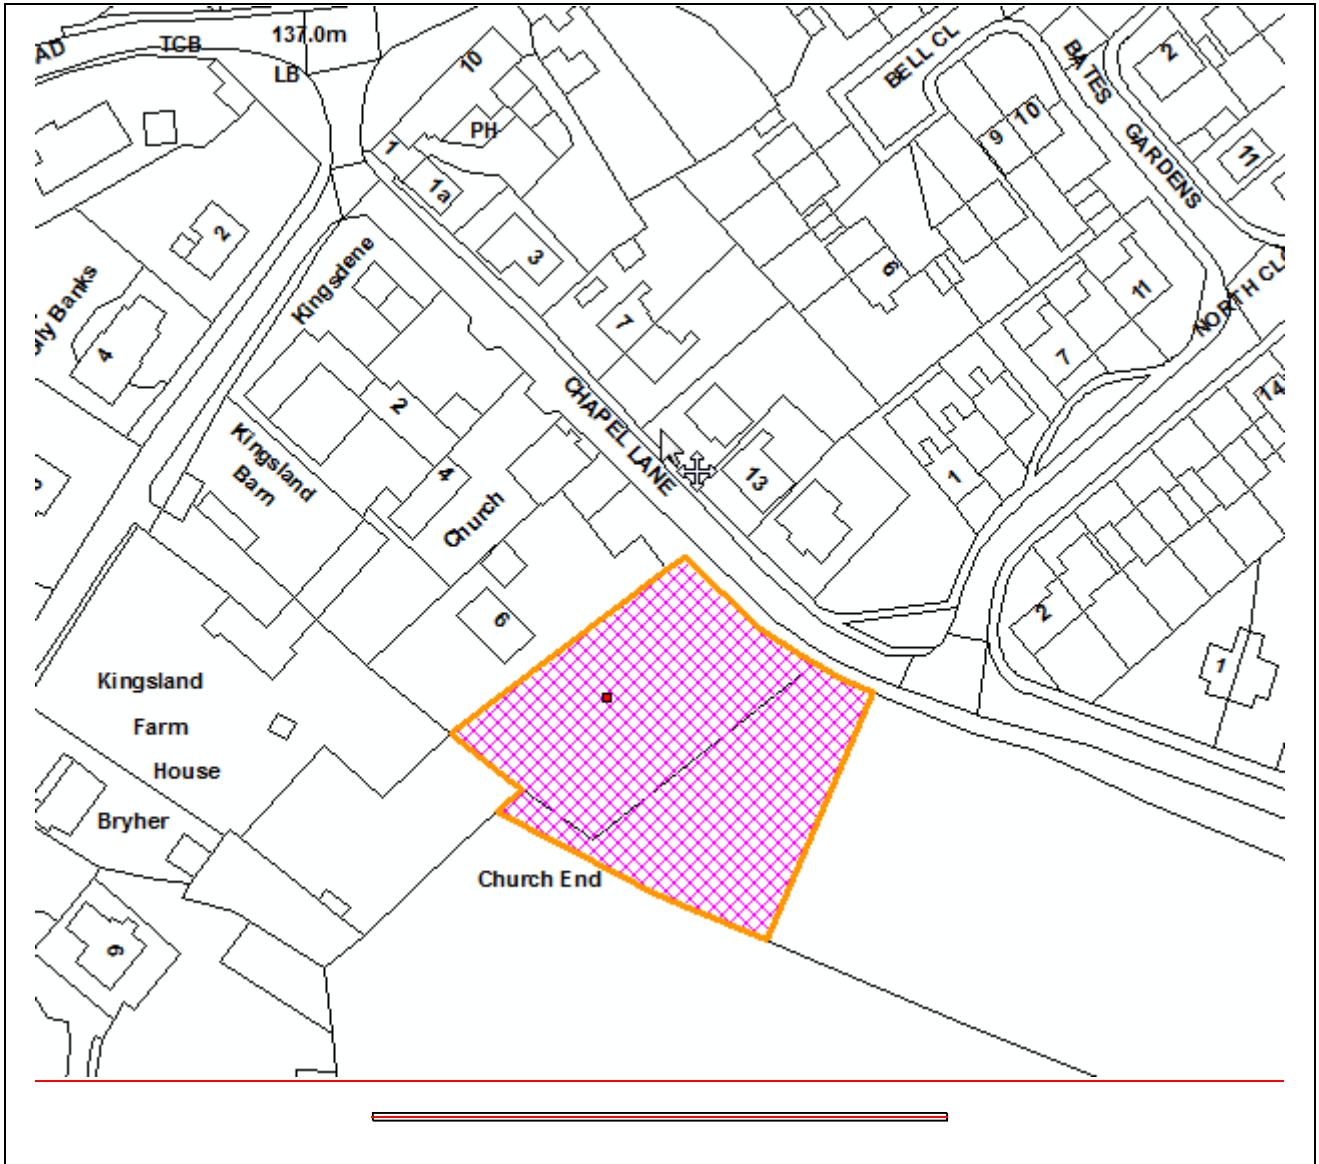 AD
TCB
137.0m
LB
10
PH
1
1a
3
7
2
BELL CL
BATES
GARDENS
2
11
9
10
6
11
7
NORTH CL
14
Banks
4
Kingsdene
2
4
Kingsland
Barn
Church
6
CHAPEL LANE
13
1
2
1
Kingsland
Farm
House
Bryher
Church End
9